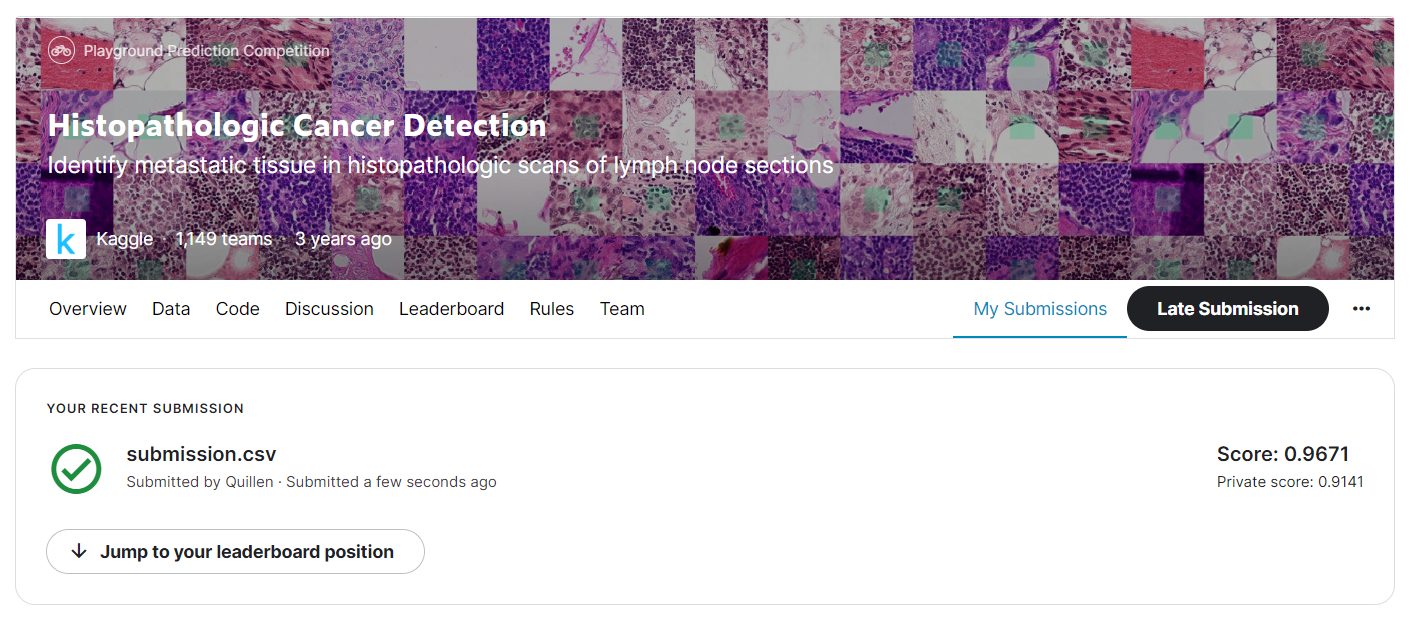 Playground Prediction Competition
Histopathologic Cancer Detection
Identify metastatic tissue in histopathologic scans of lymph node sections
k Kaggle · 1,149 teams · 3 years ago
Overview Data Code Discussion Leaderboard Rules Team My Submissions Late Submission ...
YOUR RECENT SUBMISSION
submission.csv Score: 0.9671
Submitted by Quillen · Submitted a few seconds ago Private score: 0.9141
Jump to your leaderboard position